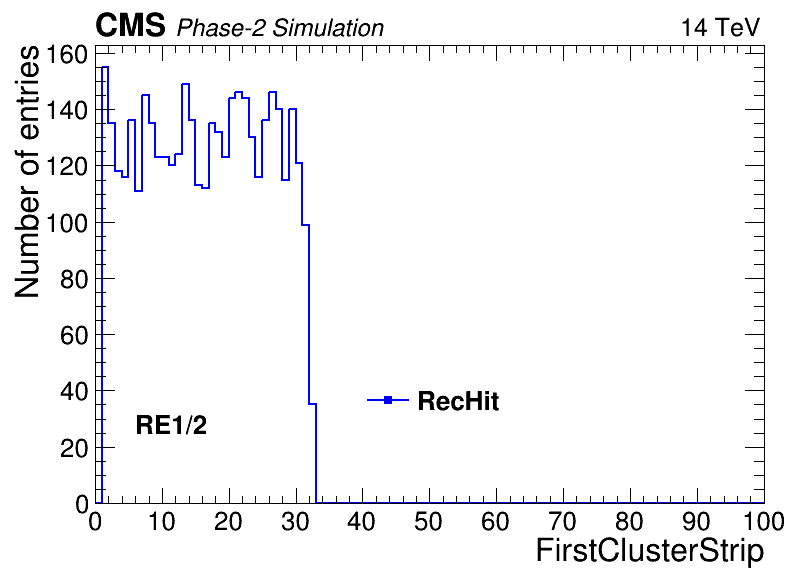 CMS Phase-2 Simulation 14 TeV
Number of entries
160
140
120
100
80
60
40
20
0
RE1/2
RecHit
0 10 20 30 40 50 60 70 80 90 100
FirstClusterStrip